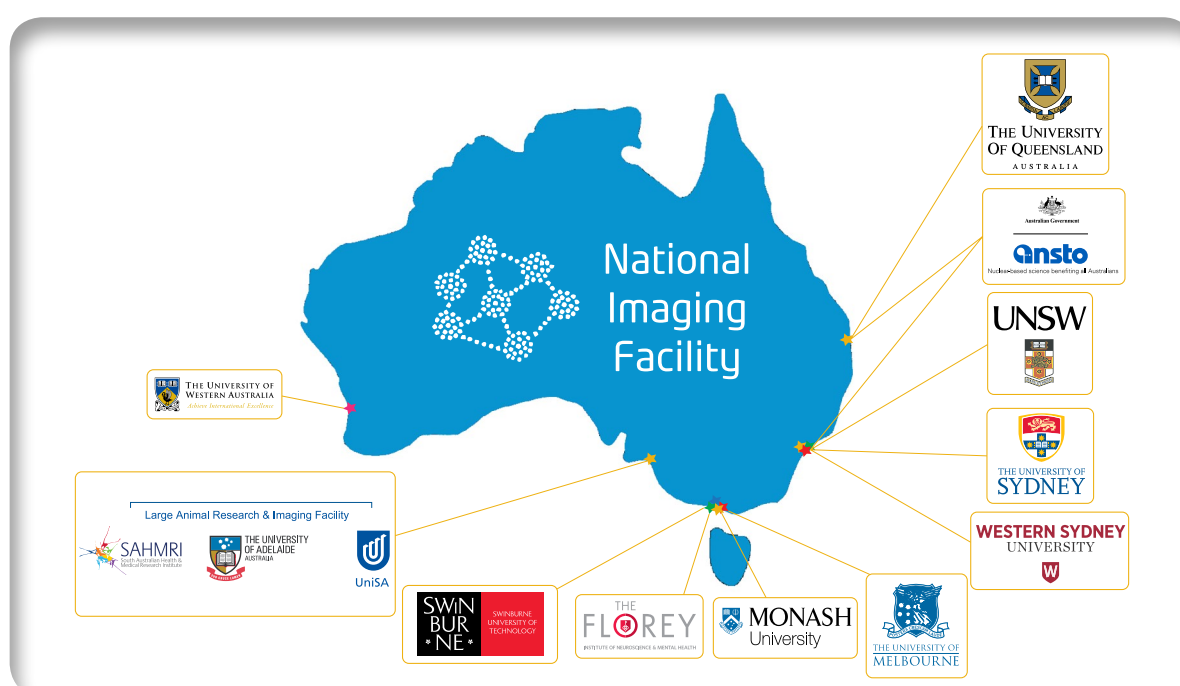 National
Imaging
Facility
THE UNIVERSITY
OF QUEENSLAND
AUSTRALIA
Australian Government
ansto
Nuclear-based science benefiting all Australians
UNSW
THE UNIVERSITY OF
SYDNEY
WESTERN SYDNEY
UNIVERSITY
W
THE UNIVERSITY OF
WESTERN AUSTRALIA
Achieve International Excellence
Large Animal Research & Imaging Facility
SAHMRI
South Australian Health &
Medical Research Institute
THE UNIVERSITY
OF ADELAIDE
AUSTRALIA
UniSA
SWIN
BUR
NE
SWINBURNE
UNIVERSITY OF
TECHNOLOGY
THE
FLOREY
INSTITUTE OF NEUROSCIENCE & MENTAL HEALTH
MONASH
University
THE UNIVERSITY OF
MELBOURNE